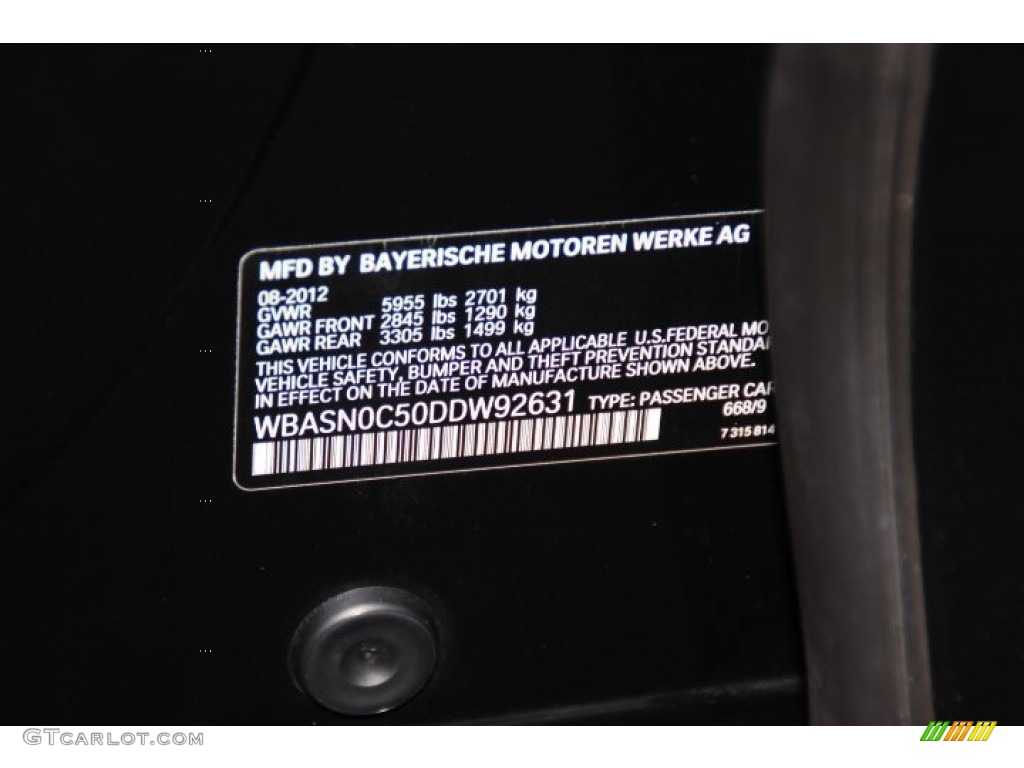 MFD BY BAYERISCHE MOTOREN WERKE AG
08-2012
GVWR 5955 lbs 2701 kg
GAWR FRONT 2845 lbs 1290 kg
GAWR REAR 3305 lbs 1499 kg
THIS VEHICLE CONFORMS TO ALL APPLICABLE U.S.FEDERAL MO
VEHICLE SAFETY, BUMPER AND THEFT PREVENTION STANDA
IN EFFECT ON THE DATE OF MANUFACTURE SHOWN ABOVE.
WBASN0C50DDW92631 TYPE: PASSENGER CAR
668/9
7 315 814
GTCARLOT.COM